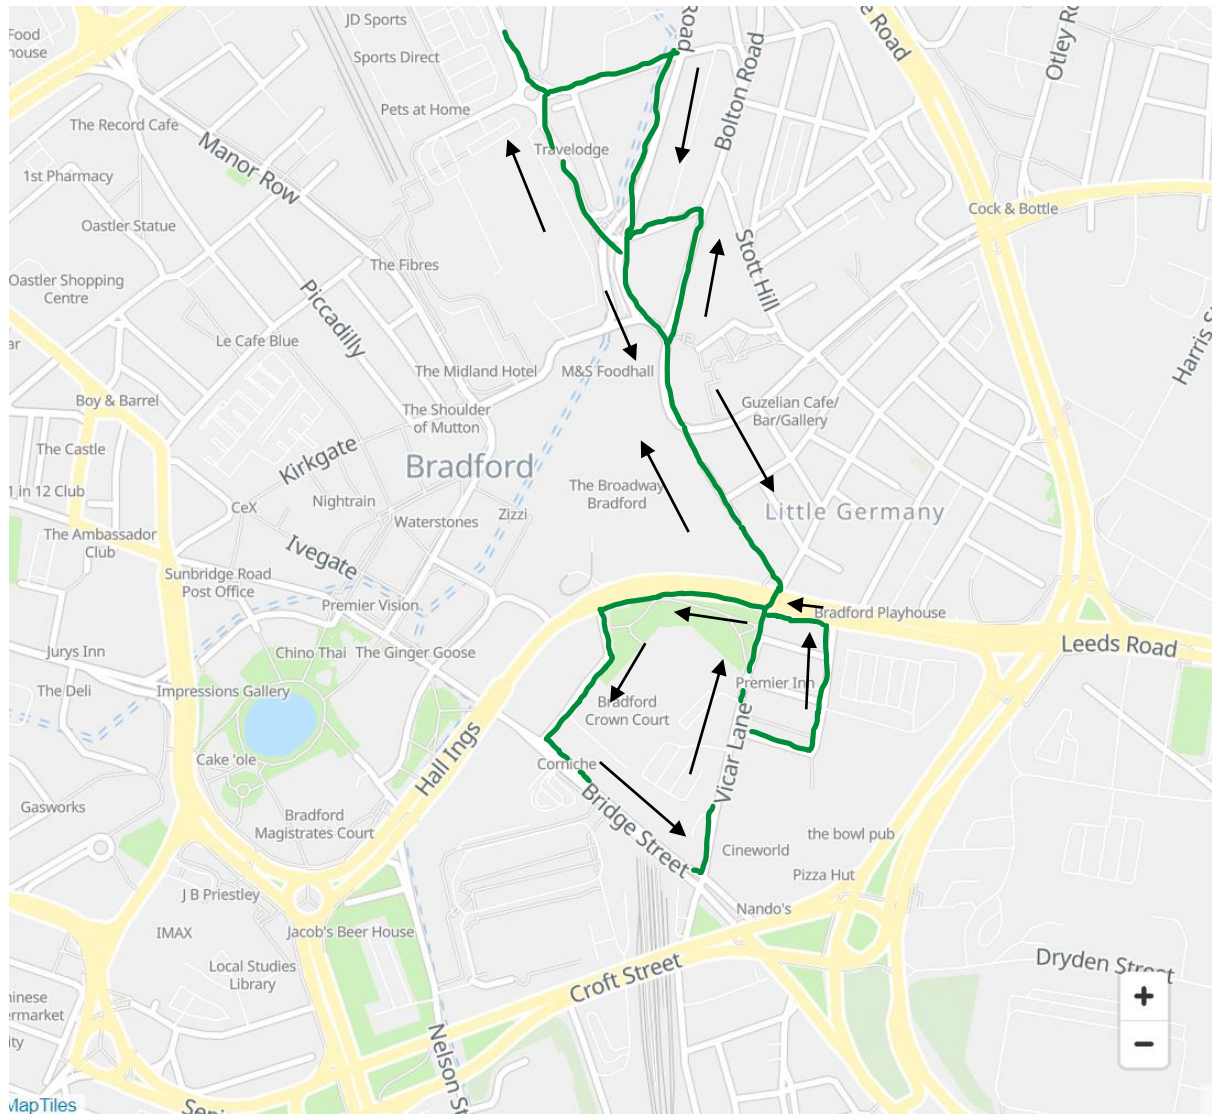 JD Sports
Sports Direct
Food
house
e Road
Road
Otley Ro
Bolton Road
Pets at Home
The Record Cafe
Manor Row
Travelodge
1st Pharmacy
Oastler Statue
Cock & Bottle
Stott Hill
The Fibres
Oastler Shopping
Centre
Piccadilly
Harris S
ar
Le Cafe Blue
The Midland Hotel
M&S Foodhall
Boy & Barrel
The Shoulder
of Mutton
Guzelian Cafe/
Bar/Gallery
The Castle
Kirkgate
Bradford
1 in 12 Club
CeX
Nightrain
Zizzi
The Broadway
Bradford
Waterstones
Little Germany
The Ambassador
Club
Ivegate
Sunbridge Road
Post Office
Premier Vision
Bradford Playhouse
Leeds Road
Jurys Inn
Chino Thai
The Ginger Goose
The Deli
Impressions Gallery
Premier Inn
Bradford
Crown Court
Vicar Lane
Hall Ings
Cake 'ole
Corniche
Gasworks
Bradford
Magistrates Court
Bridge Street
the bowl pub
Cineworld
Pizza Hut
J B Priestley
Nando's
IMAX
Jacob's Beer House
Local Studies
Library
Croft Street
Dryden Street
hinese
ermarket
ity
Nelson St
+
−
MapTiles